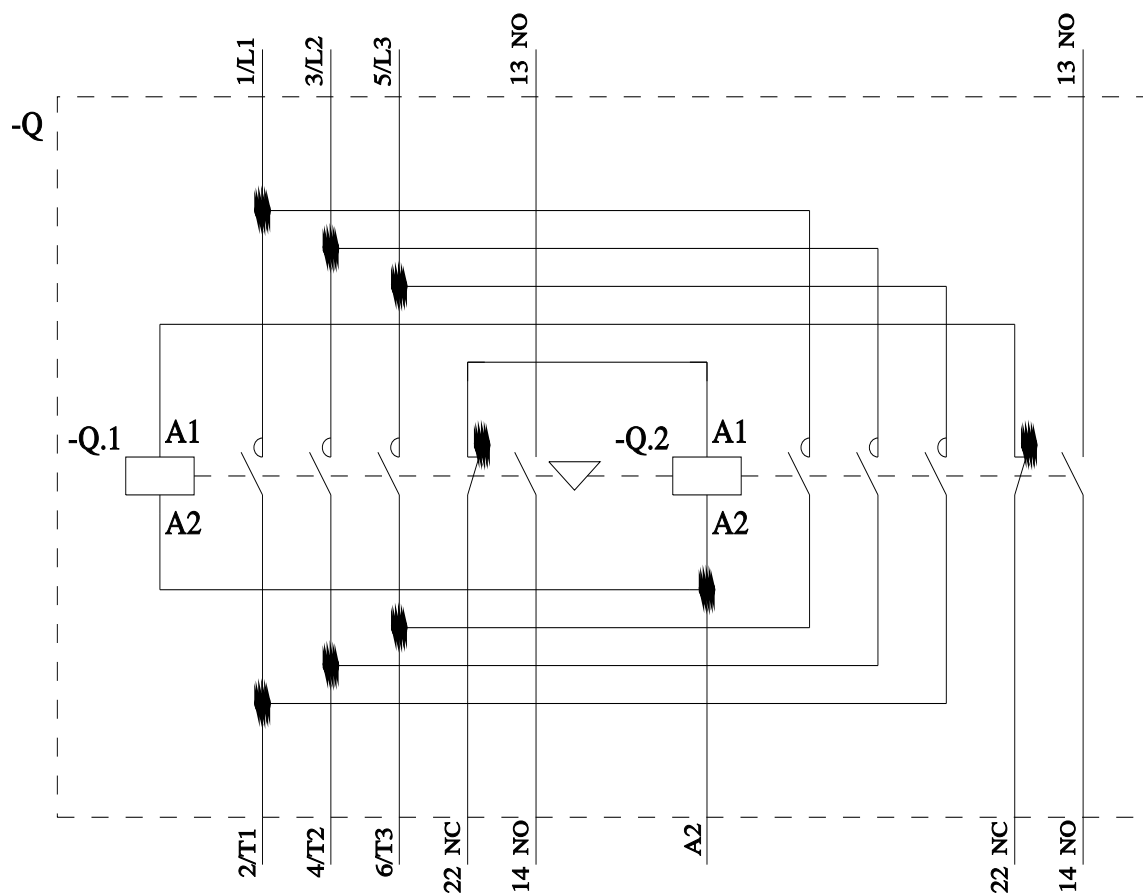 1/L1
3/L2
5/L3
13 NO
13 NO
-Q
-Q.1
A1
A2
-Q.2
A1
A2
2/T1
4/T2
6/T3
22 NC
14 NO
A2
22 NC
14 NO